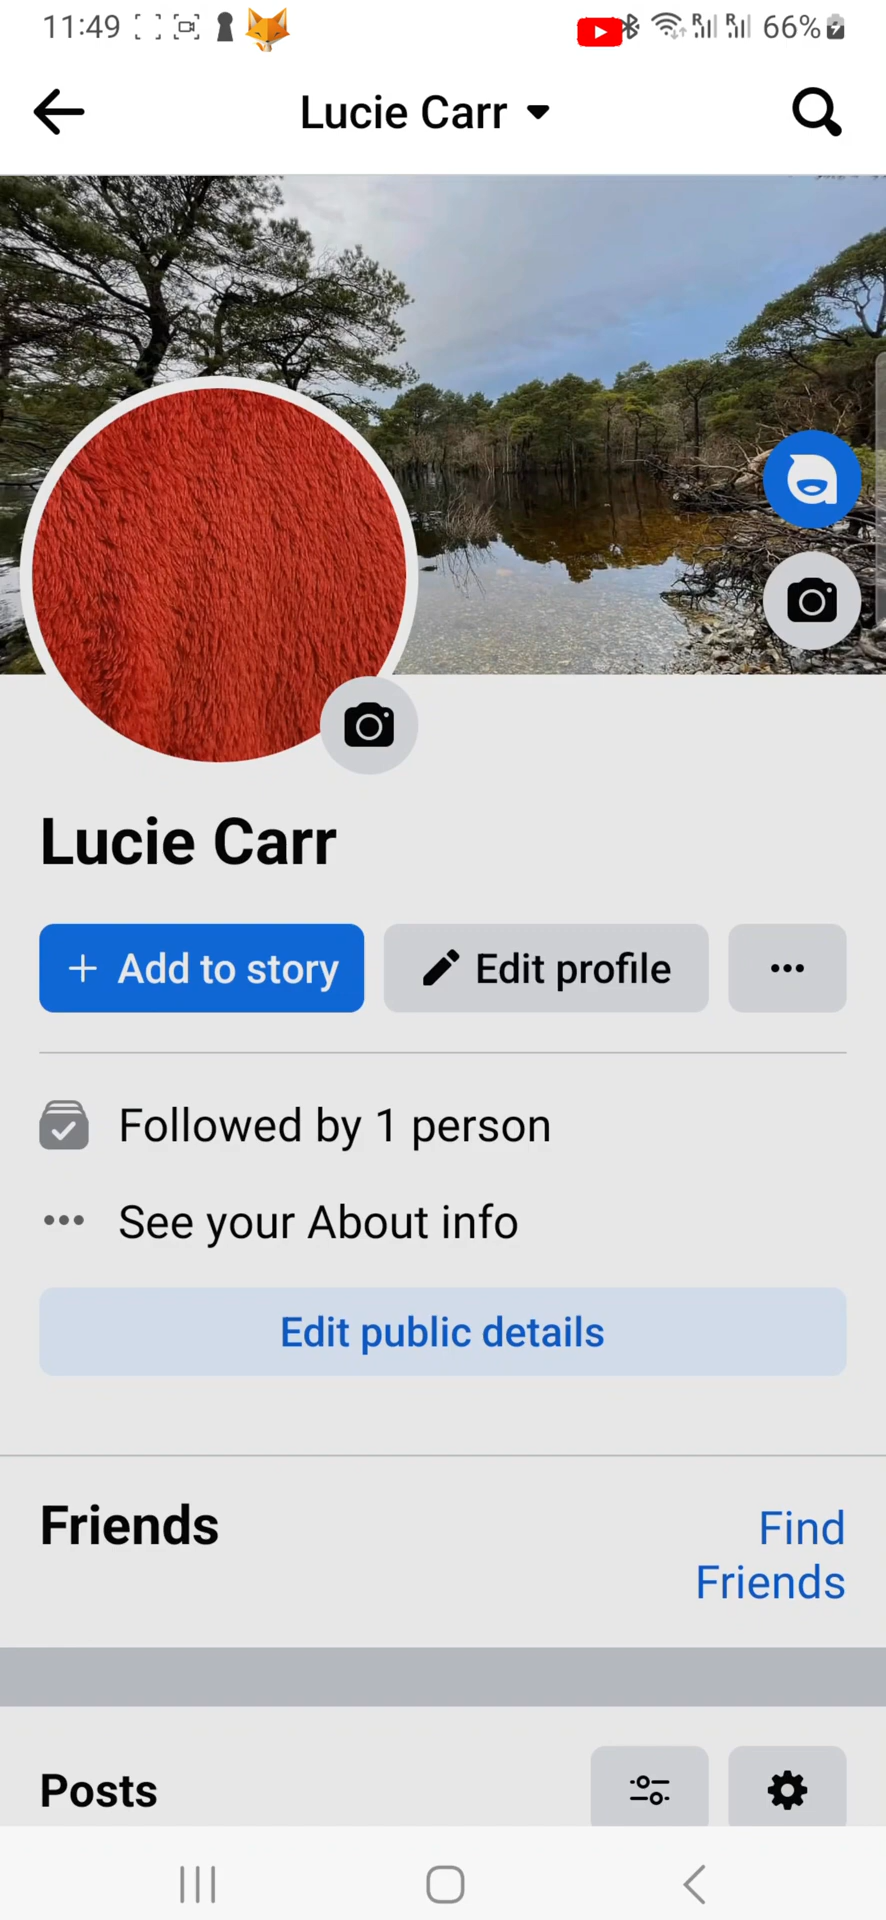 11:49 66%
Lucie Carr
Lucie Carr
+ Add to story Edit profile
Followed by 1 person
See your About info
Edit public details
Friends
Find
Friends
Posts